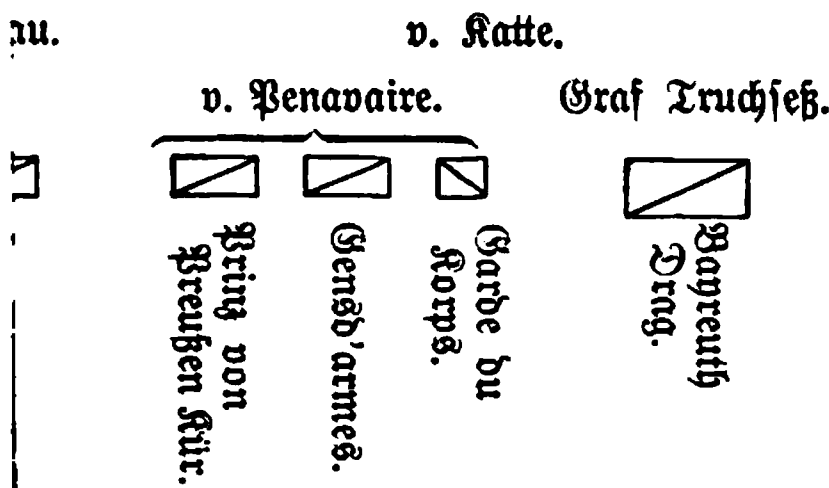 v. Katte.
v. Penavaire.
Graf Truchseß.
Prinz von
Preußen Kür.
Gensd'armes.
Garde du
Korps.
Bayreuth
Drag.